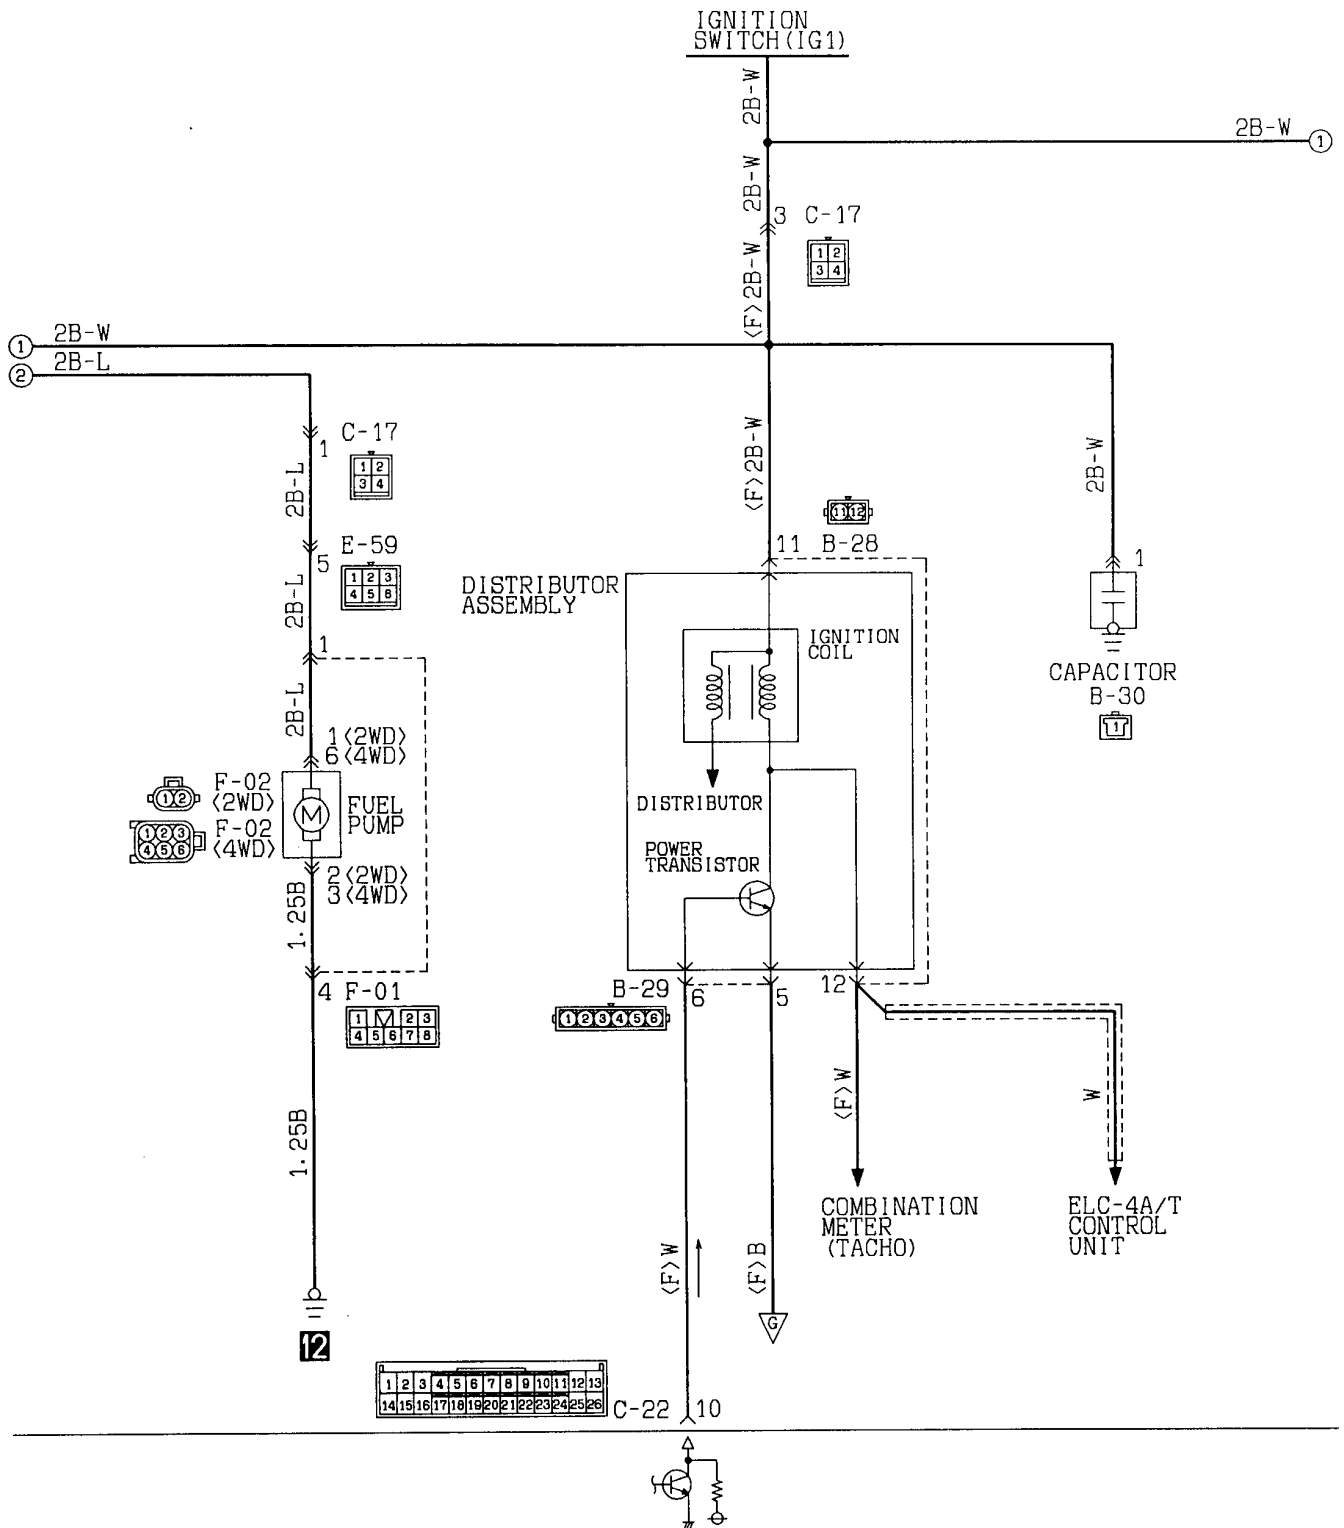 IGNITION
SWITCH(IG1)
2B-W
2B-W
1
2B-W
3 C-17
1 2
3 4
<F>2B-W
1
2B-W
2
2B-L
C-17
1
1 2
3 4
2B-L
<F>2B-W
2B-W
11 12
11 B-28
E-59
5
1 2 3
4 5 6
2B-L
1
DISTRIBUTOR
ASSEMBLY
IGNITION
COIL
1
CAPACITOR
B-30
1
2B-L
1<2WD>
6<4WD>
F-02
<2WD>
1 2
F-02
<4WD>
1 2 3
4 5 6
M
FUEL
PUMP
2<2WD>
3<4WD>
1.25B
DISTRIBUTOR
POWER
TRANSISTOR
4 F-01
1 2 3
4 5 6 7 8
B-29
1 2 3 4 5 6
6
5
12
1.25B
<F>W
W
COMBINATION
METER
(TACHO)
ELC-4A/T
CONTROL
UNIT
<F>W
<F>B
G
12
1 2 3 4 5 6 7 8 9 10 11 12 13
14 15 16 17 18 19 20 21 22 23 24 25 26
C-22 10